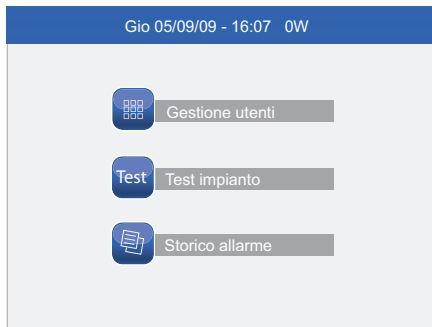 Gio 05/09/09 - 16:07 0W
Gestione utenti
Test Test impianto
Storico allarme